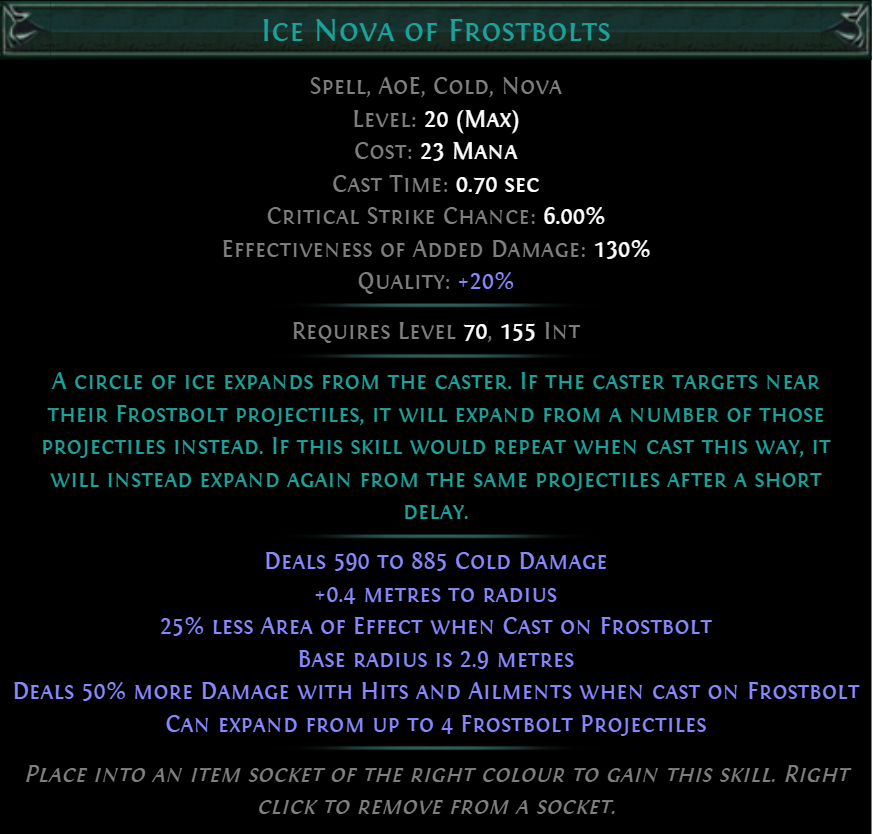 Ice Nova of Frostbolts
Spell, AoE, Cold, Nova
Level: 20 (Max)
Cost: 23 Mana
Cast Time: 0.70 sec
Critical Strike Chance: 6.00%
Effectiveness of Added Damage: 130%
Quality: +20%
Requires Level 70, 155 Int
A circle of ice expands from the caster. If the caster targets near
their Frostbolt projectiles, it will expand from a number of those
projectiles instead. If this skill would repeat when cast this way, it
will instead expand again from the same projectiles after a short
delay.
Deals 590 to 885 Cold Damage
+0.4 metres to radius
25% less Area of Effect when Cast on Frostbolt
Base radius is 2.9 metres
Deals 50% more Damage with Hits and Ailments when cast on Frostbolt
Can expand from up to 4 Frostbolt Projectiles
Place into an item socket of the right colour to gain this skill. Right
click to remove from a socket.